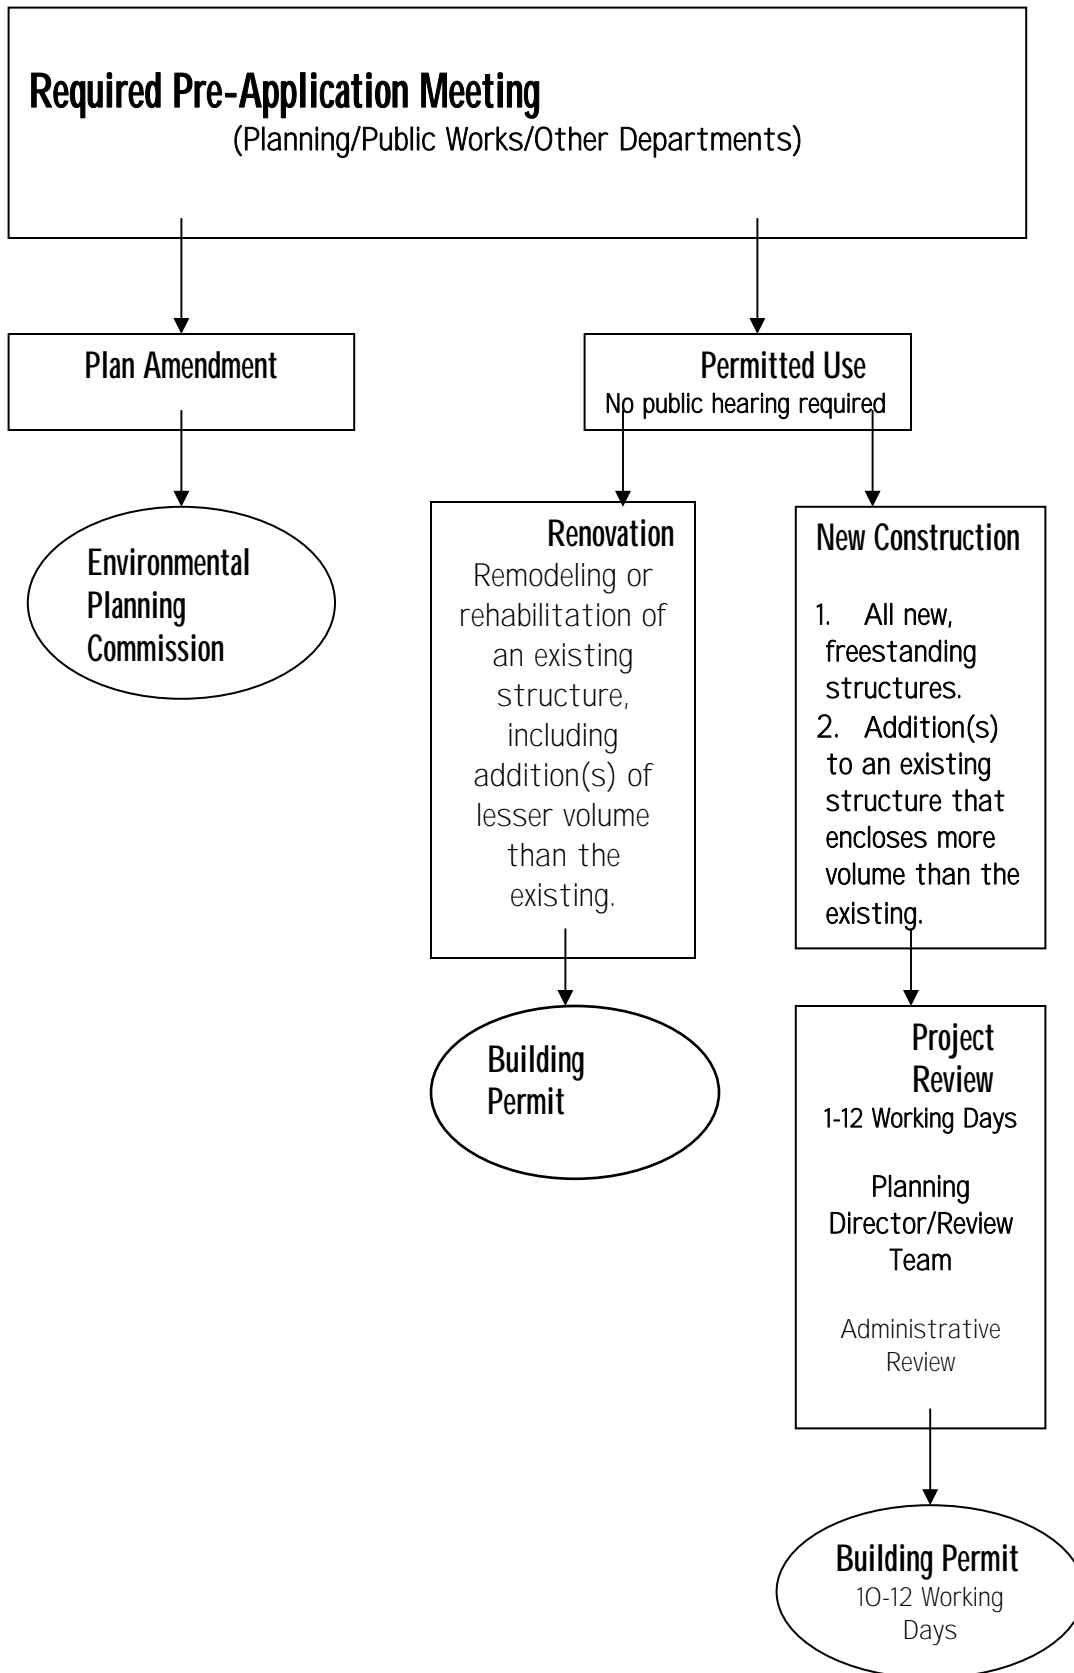 Required Pre-Application Meeting
(Planning/Public Works/Other Departments)
Plan Amendment
Permitted Use
No public hearing required
Environmental
Planning
Commission
Renovation
Remodeling or
rehabilitation of
an existing
structure,
including
addition(s) of
lesser volume
than the
existing.
New Construction
1. All new,
freestanding
structures.
2. Addition(s)
to an existing
structure that
encloses more
volume than the
existing.
Building
Permit
Project
Review
1-12 Working Days
Planning
Director/Review
Team
Administrative
Review
Building Permit
10-12 Working
Days